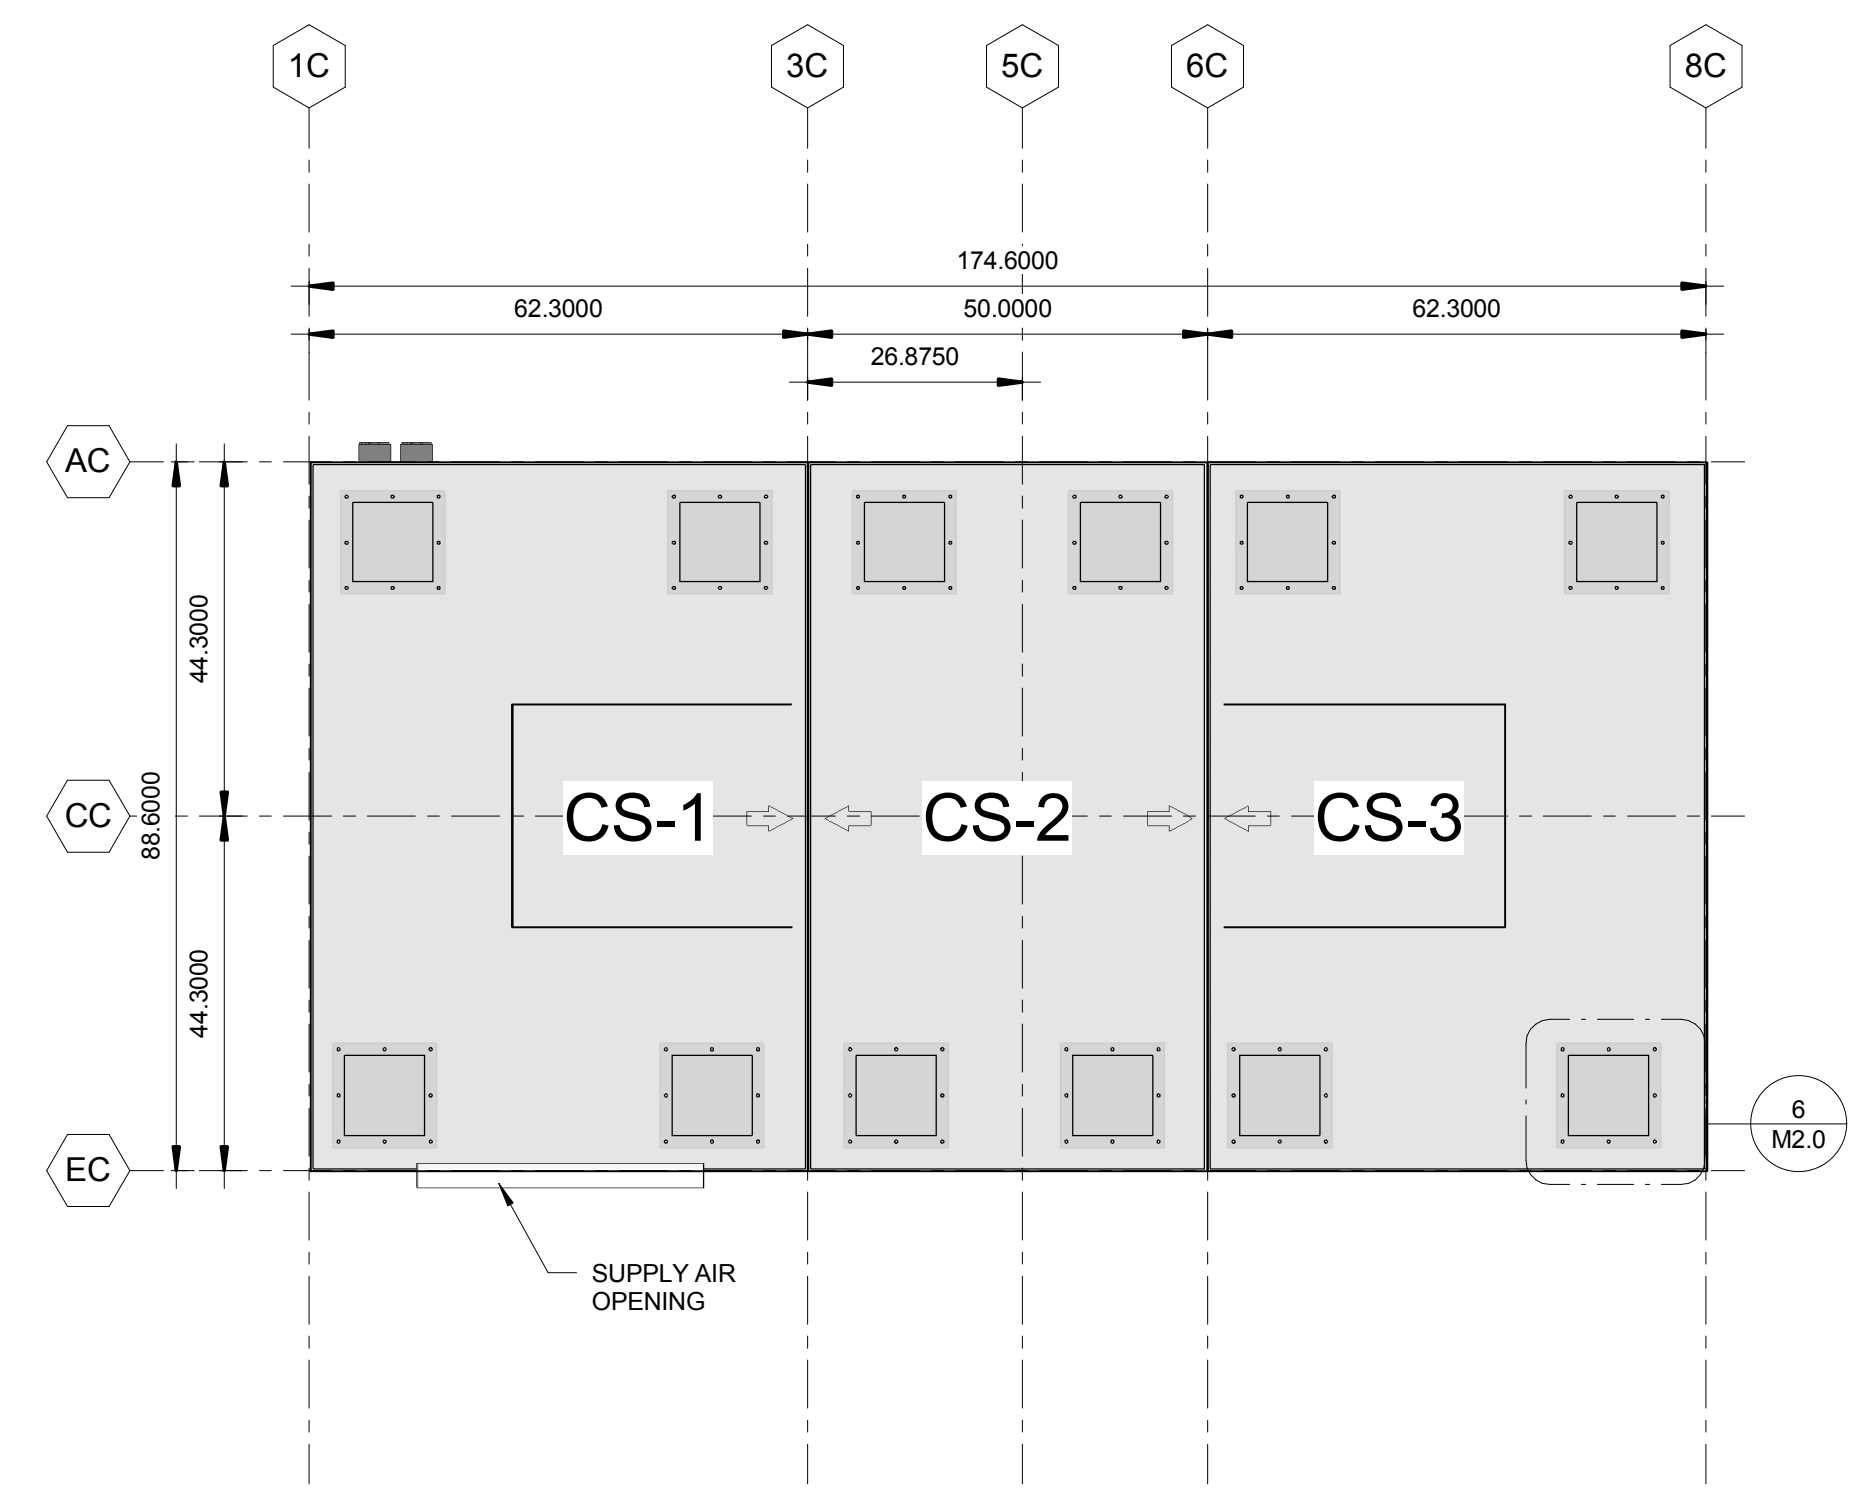 1C
3C
5C
6C
8C
174.6000
62.3000
50.0000
62.3000
26.8750
AC
44.3000
CC
88.6000
CS-1
CS-2
CS-3
44.3000
EC
6
M2.0
SUPPLY AIR
OPENING